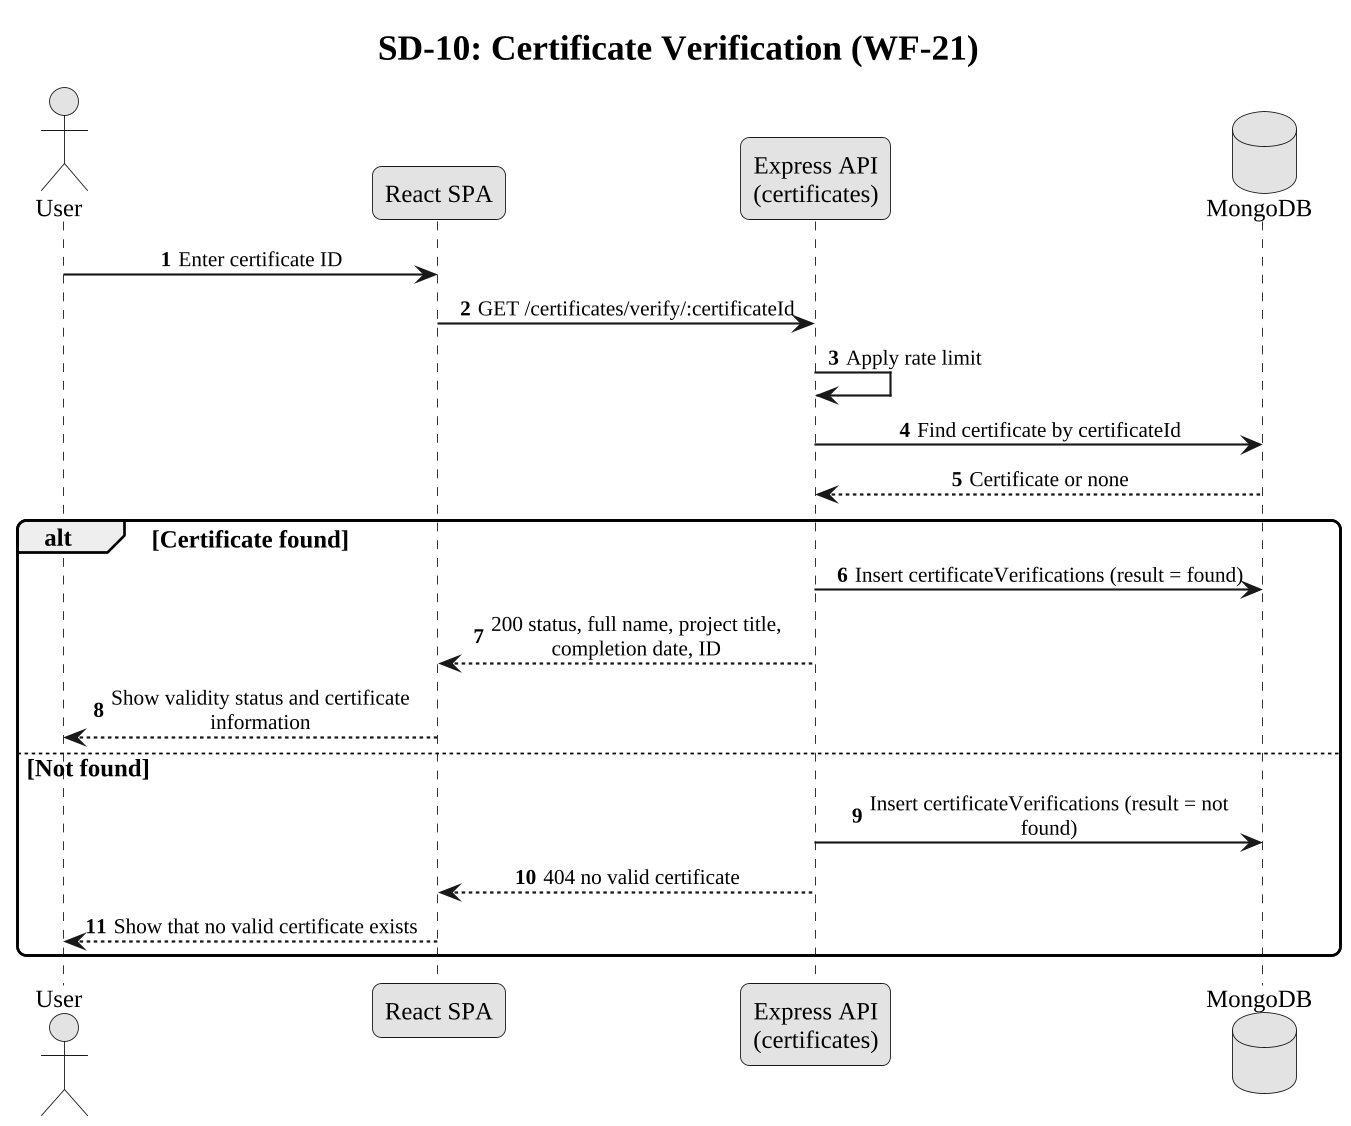 SD-10: Certificate Verification (WF-21)
User
React SPA
Express API
(certificates)
MongoDB
1 Enter certificate ID
2 GET /certificates/verify/:certificateId
3 Apply rate limit
4 Find certificate by certificateId
5 Certificate or none
alt [Certificate found]
6 Insert certificateVerifications (result = found)
7 200 status, full name, project title,
completion date, ID
8 Show validity status and certificate
information
[Not found]
9 Insert certificateVerifications (result = not
found)
10 404 no valid certificate
11 Show that no valid certificate exists
User
React SPA
Express API
(certificates)
MongoDB